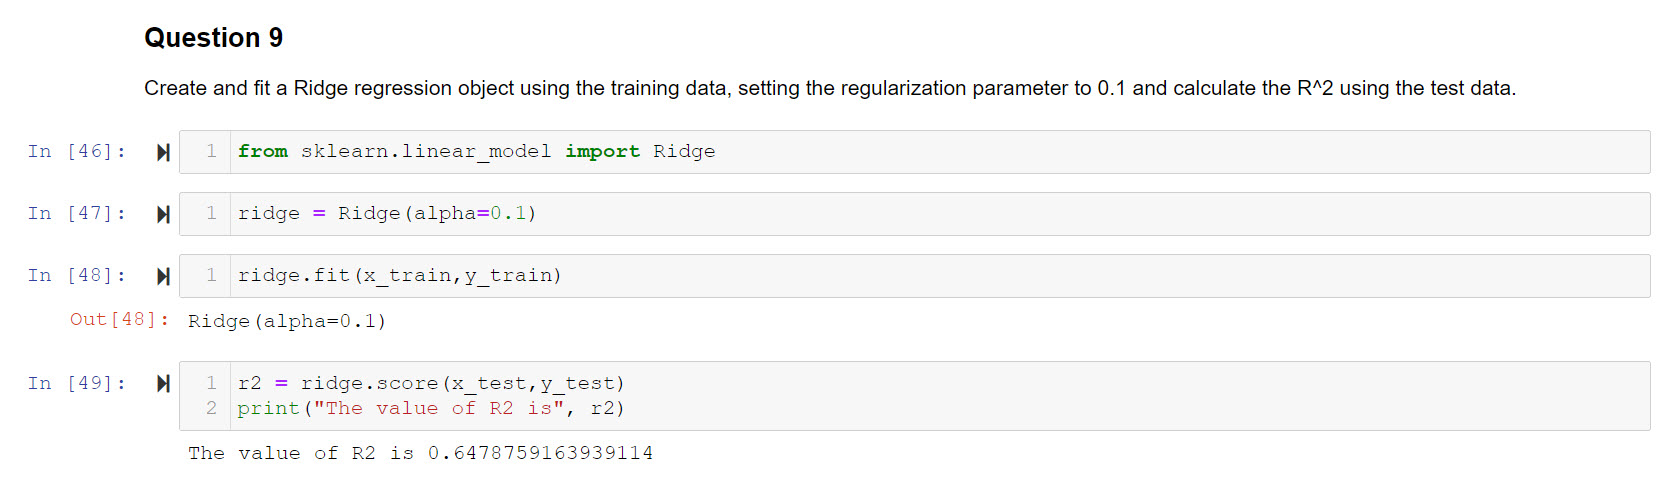 Question 9
Create and fit a Ridge regression object using the training data, setting the regularization parameter to 0.1 and calculate the R^2 using the test data.
In [46]: 1 from sklearn.linear_model import Ridge
In [47]: 1 ridge = Ridge(alpha=0.1)
In [48]: 1 ridge.fit(x_train,y_train)
Out[48]: Ridge(alpha=0.1)
In [49]: 1 r2 = ridge.score(x_test,y_test)
2 print("The value of R2 is", r2)
The value of R2 is 0.6478759163939114